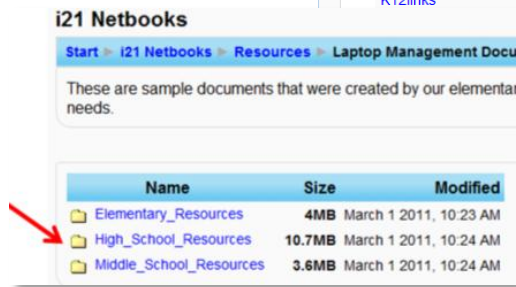 K12links
i21 Netbooks
Start ► i21 Netbooks ► Resources ► Laptop Management Docu
These are sample documents that were created by our elementar
needs.
Name Size Modified
Elementary_Resources 4MB March 1 2011, 10:23 AM
High_School_Resources 10.7MB March 1 2011, 10:24 AM
Middle_School_Resources 3.6MB March 1 2011, 10:24 AM